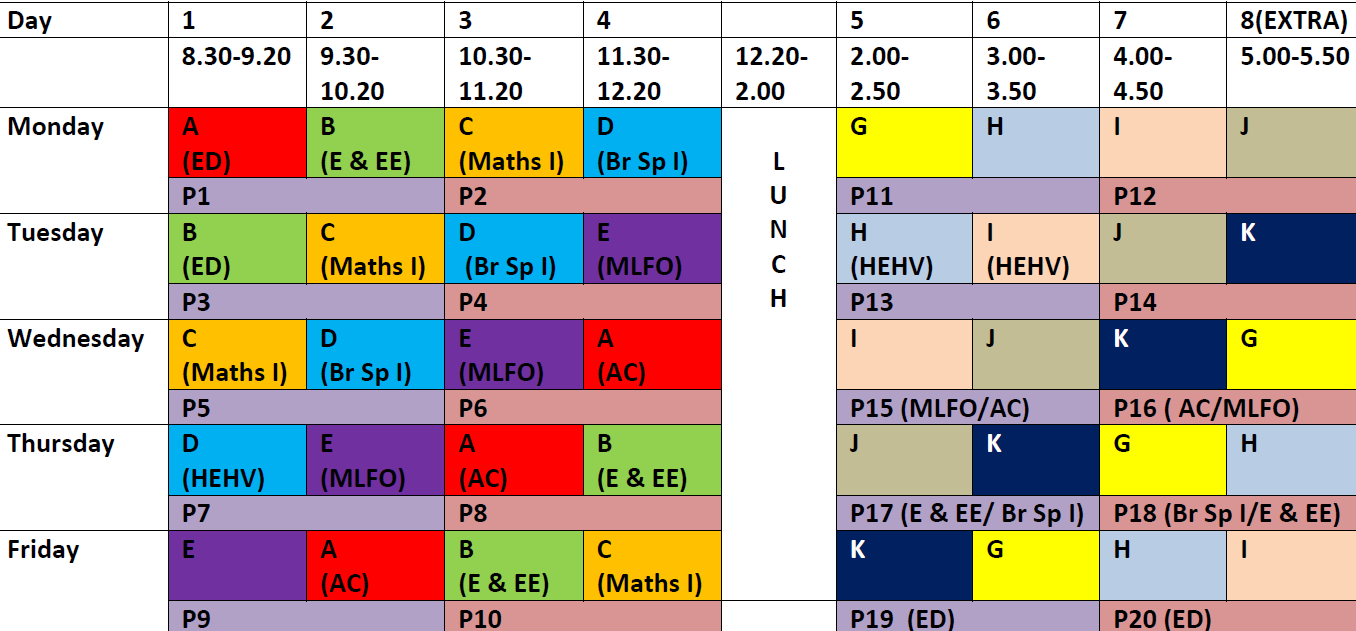 Day 1 2 3 4 5 6 7 8(EXTRA)
8.30-9.20 9.30- 10.30- 11.30- 12.20- 2.00- 3.00- 4.00- 5.00-5.50
10.20 11.20 12.20 2.00 2.50 3.50 4.50
Monday A B C D G H I J
(ED) (E & EE) (Maths I) (Br Sp I) L
P1 P2 U P11 P12
Tuesday B C D E N H I J K
(ED) (Maths I) (Br Sp I) (MLFO) C (HEHV) (HEHV)
P3 P4 H P13 P14
Wednesday C D E A I J K G
(Maths I) (Br Sp I) (MLFO) (AC)
P5 P6 P15 (MLFO/AC) P16 ( AC/MLFO)
Thursday D E A B J K G H
(HEHV) (MLFO) (AC) (E & EE)
P7 P8 P17 (E & EE/ Br Sp I) P18 (Br Sp I/E & EE)
Friday E A B C K G H I
(AC) (E & EE) (Maths I)
P9 P10 P19 (ED) P20 (ED)